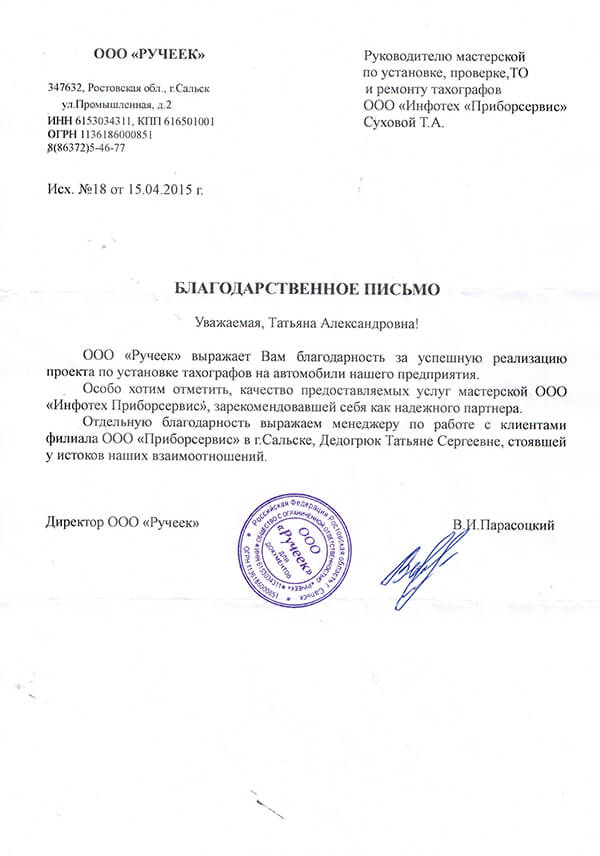 ООО «РУЧЕЕК»
347632, Ростовская обл., г.Сальск
ул.Промышленная, д.2
ИНН 6153034311, КПП 616501001
ОГРН 1136186000851
8(86372)5-46-77
Исх. №18 от 15.04.2015 г.
Руководителю мастерской
по установке, проверке,ТО
и ремонту тахографов
ООО «Инфотех «Приборсервис»
Суховой Т.А.
БЛАГОДАРСТВЕННОЕ ПИСЬМО
Уважаемая, Татьяна Александровна!
ООО «Ручеек» выражает Вам благодарность за успешную реализацию
проекта по установке тахографов на автомобили нашего предприятия.
Особо хотим отметить, качество предоставляемых услуг мастерской ООО
«Инфотех Приборсервис», зарекомендовавшей себя как надежного партнера.
Отдельную благодарность выражаем менеджеру по работе с клиентами
филиала ООО «Приборсервис» в г.Сальске, Дедогрюк Татьяне Сергеевне, стоявшей
у истоков наших взаимоотношений.
Директор ООО «Ручеек»
В.И.Парасоцкий
Российская Федерация Ростовская область г. Сальск
ОГРН 1136186000851
ОБЩЕСТВО С ОГРАНИЧЕННОЙ ОТВЕТСТВЕННОСТЬЮ «РУЧЕЕК»
ИНН 6153034311
ООО
«Ручеек»
ДЛЯ
ДОКУМЕНТОВ